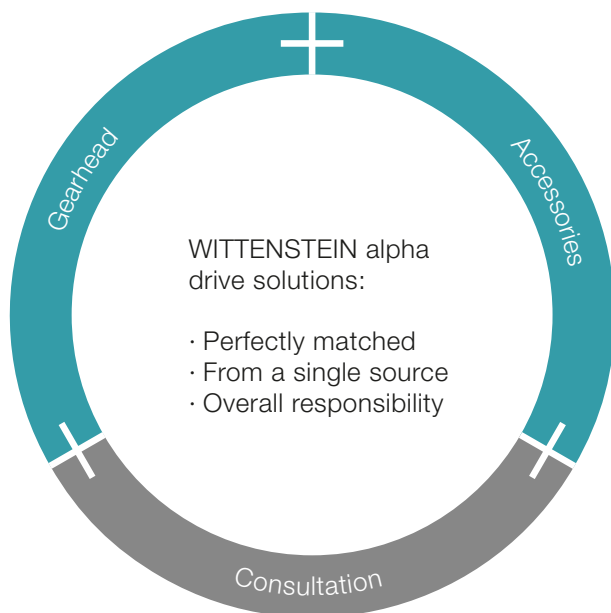 Gearhead
Accessories
WITTENSTEIN alpha
drive solutions:
· Perfectly matched
· From a single source
· Overall responsibility
Consultation